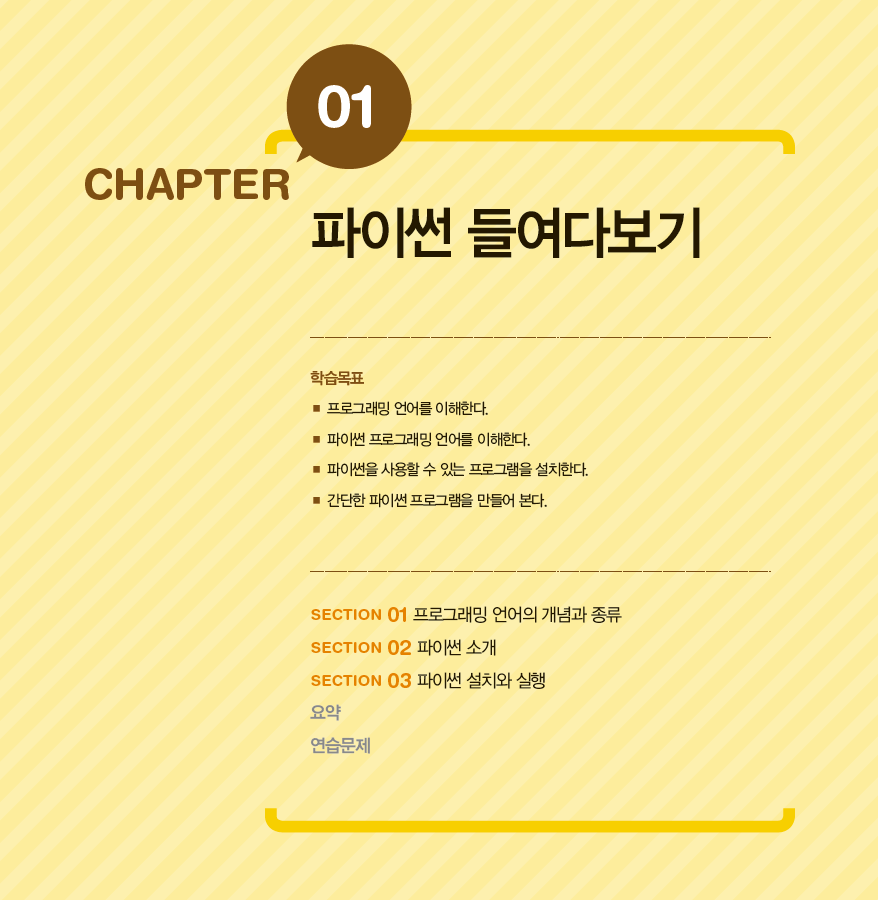 01
CHAPTER
파이썬 들여다보기
학습목표
■ 프로그래밍 언어를 이해한다.
■ 파이썬 프로그래밍 언어를 이해한다.
■ 파이썬을 사용할 수 있는 프로그램을 설치한다.
■ 간단한 파이썬 프로그램을 만들어 본다.
SECTION 01 프로그래밍 언어의 개념과 종류
SECTION 02 파이썬 소개
SECTION 03 파이썬 설치와 실행
요약
연습문제